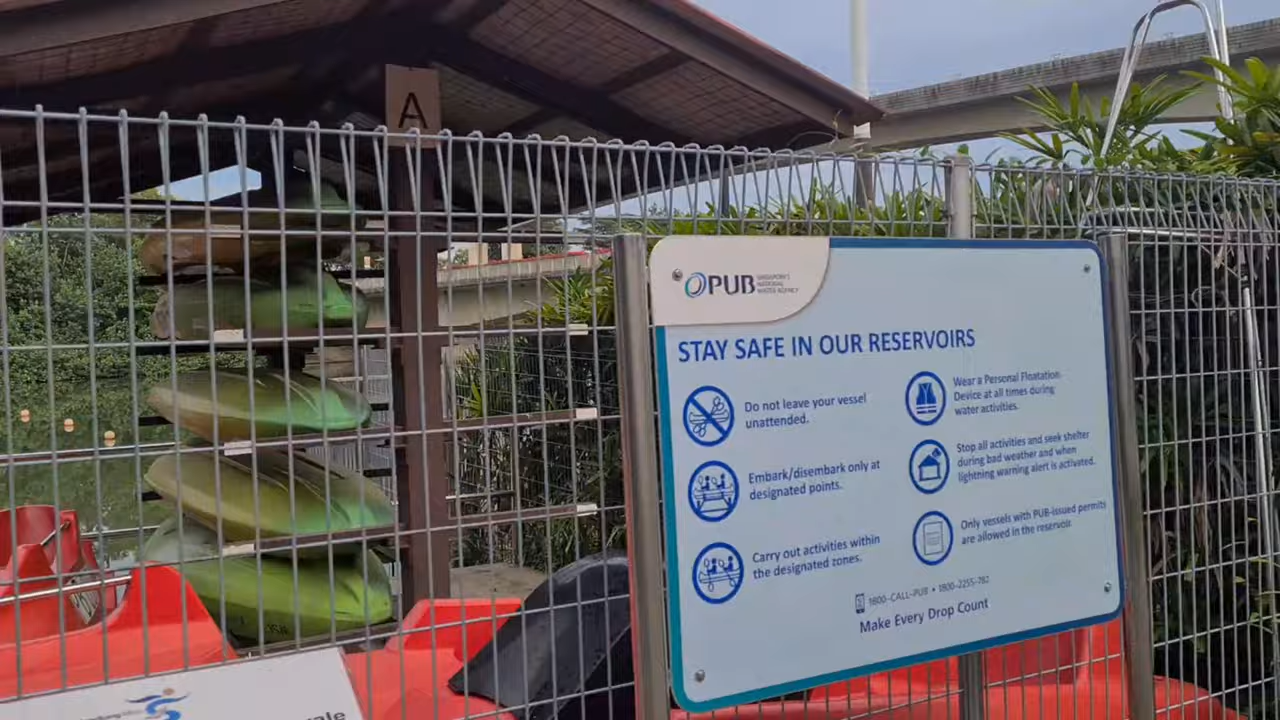 A
PUB
SINGAPORE'S
NATIONAL
WATER AGENCY
STAY SAFE IN OUR RESERVOIRS
Do not leave your vessel
unattended.
Embark/disembark only at
designated points.
Carry out activities within
the designated zones.
Wear a Personal Floatation
Device at all times during
water activities.
Stop all activities and seek shelter
during bad weather and when
lightning warning alert is activated.
Only vessels with PUB-issued permits
are allowed in the reservoir.
1800-CALL-PUB • 1800-2255-782
Make Every Drop Count